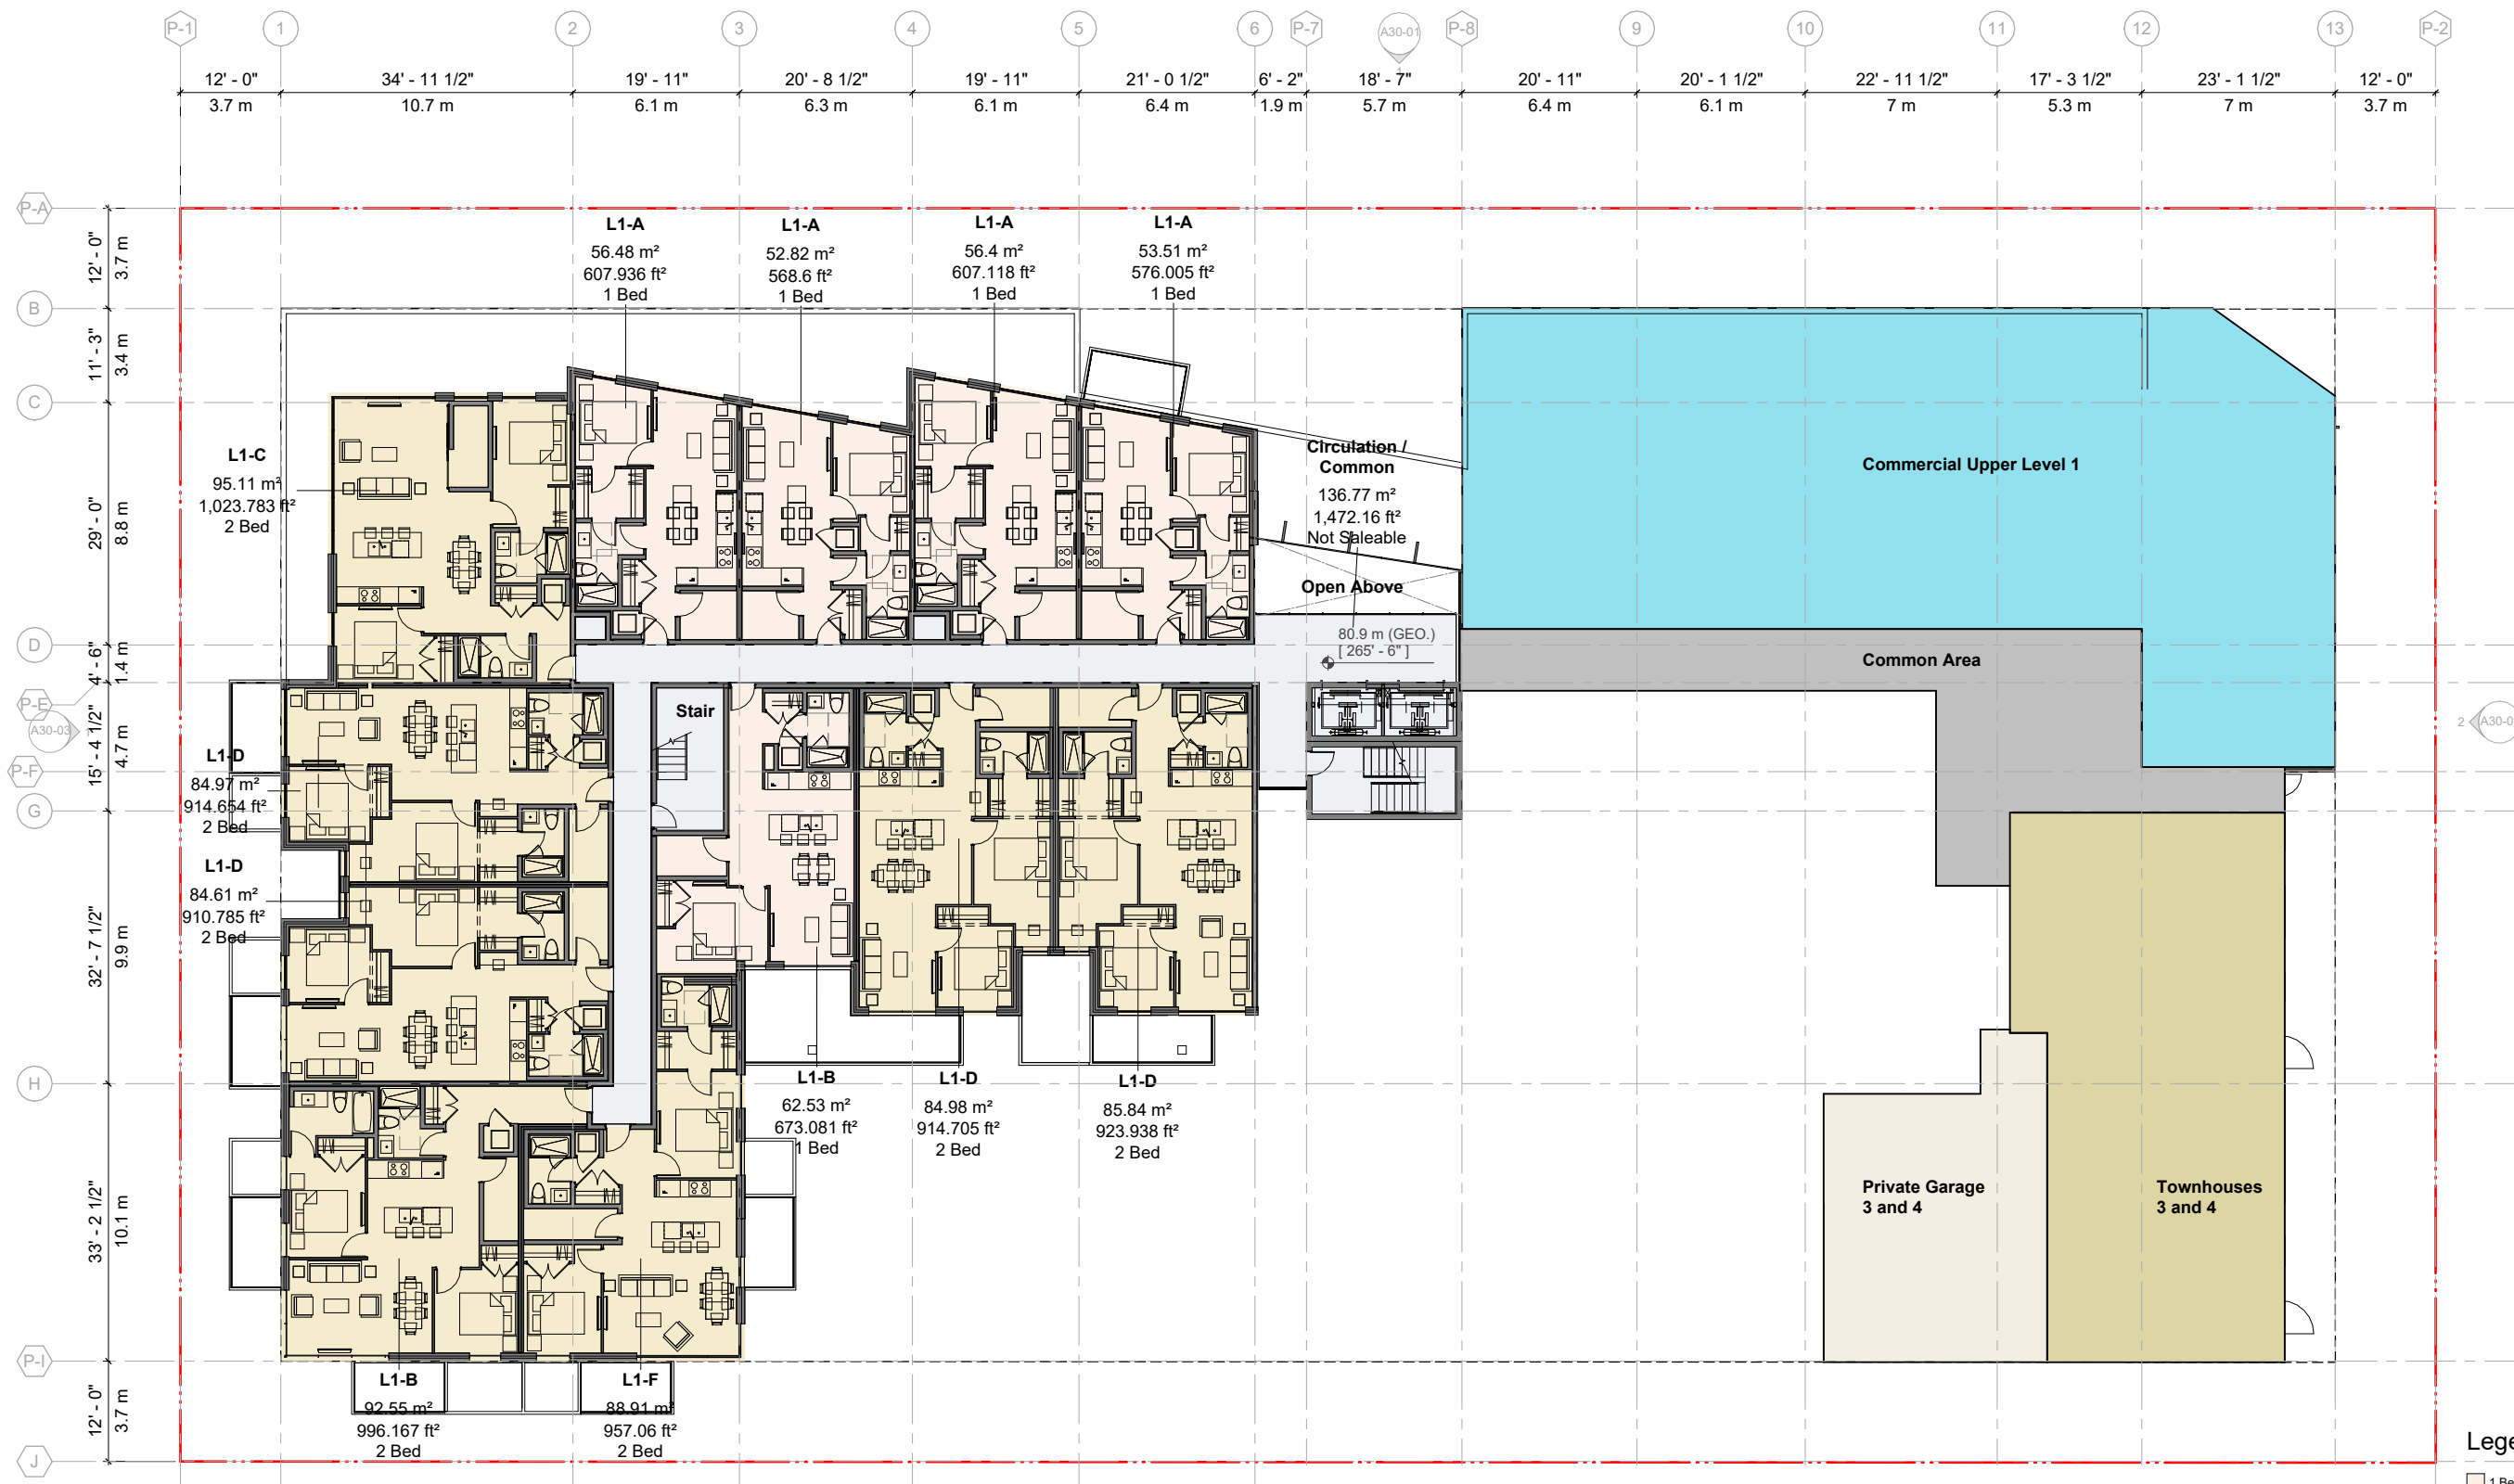 P-1 1 2 3 4 5 6 P-7 A30-01 P-8 9 10 11 12 13 P-2
1
12' - 0" 34' - 11 1/2" 19' - 11" 20' - 8 1/2" 19' - 11" 21' - 0 1/2" 6' - 2" 18' - 7" 20' - 11" 20' - 1 1/2" 22' - 11 1/2" 17' - 3 1/2" 23' - 1 1/2" 12' - 0"
3.7 m 10.7 m 6.1 m 6.3 m 6.1 m 6.4 m 1.9 m 5.7 m 6.4 m 6.1 m 7 m 5.3 m 7 m 3.7 m
P-A
12' - 0"
3.7 m
B
11' - 3"
3.4 m
C
29' - 0"
8.8 m
D
4' - 6"
1.4 m
P-E
A30-03
15' - 4 1/2"
4.7 m
P-F
G
32' - 7 1/2"
9.9 m
H
33' - 2 1/2"
10.1 m
P-I
12' - 0"
3.7 m
J
L1-A
56.48 m²
607.936 ft²
1 Bed
L1-A
52.82 m²
568.6 ft²
1 Bed
L1-A
56.4 m²
607.118 ft²
1 Bed
L1-A
53.51 m²
576.005 ft²
1 Bed
L1-C
95.11 m²
1,023.783 ft²
2 Bed
Circulation /
Common
136.77 m²
1,472.16 ft²
Not Saleable
Open Above
80.9 m (GEO.)
[ 265' - 6" ]
Commercial Upper Level 1
Common Area
Stair
L1-D
84.97 m²
914.654 ft²
2 Bed
L1-D
84.61 m²
910.785 ft²
2 Bed
2
L1-B
62.53 m²
673.081 ft²
1 Bed
L1-D
84.98 m²
914.705 ft²
2 Bed
L1-D
85.84 m²
923.938 ft²
2 Bed
Private Garage
3 and 4
Townhouses
3 and 4
L1-B
92.55 m²
996.167 ft²
2 Bed
L1-F
88.91 m²
957.06 ft²
2 Bed